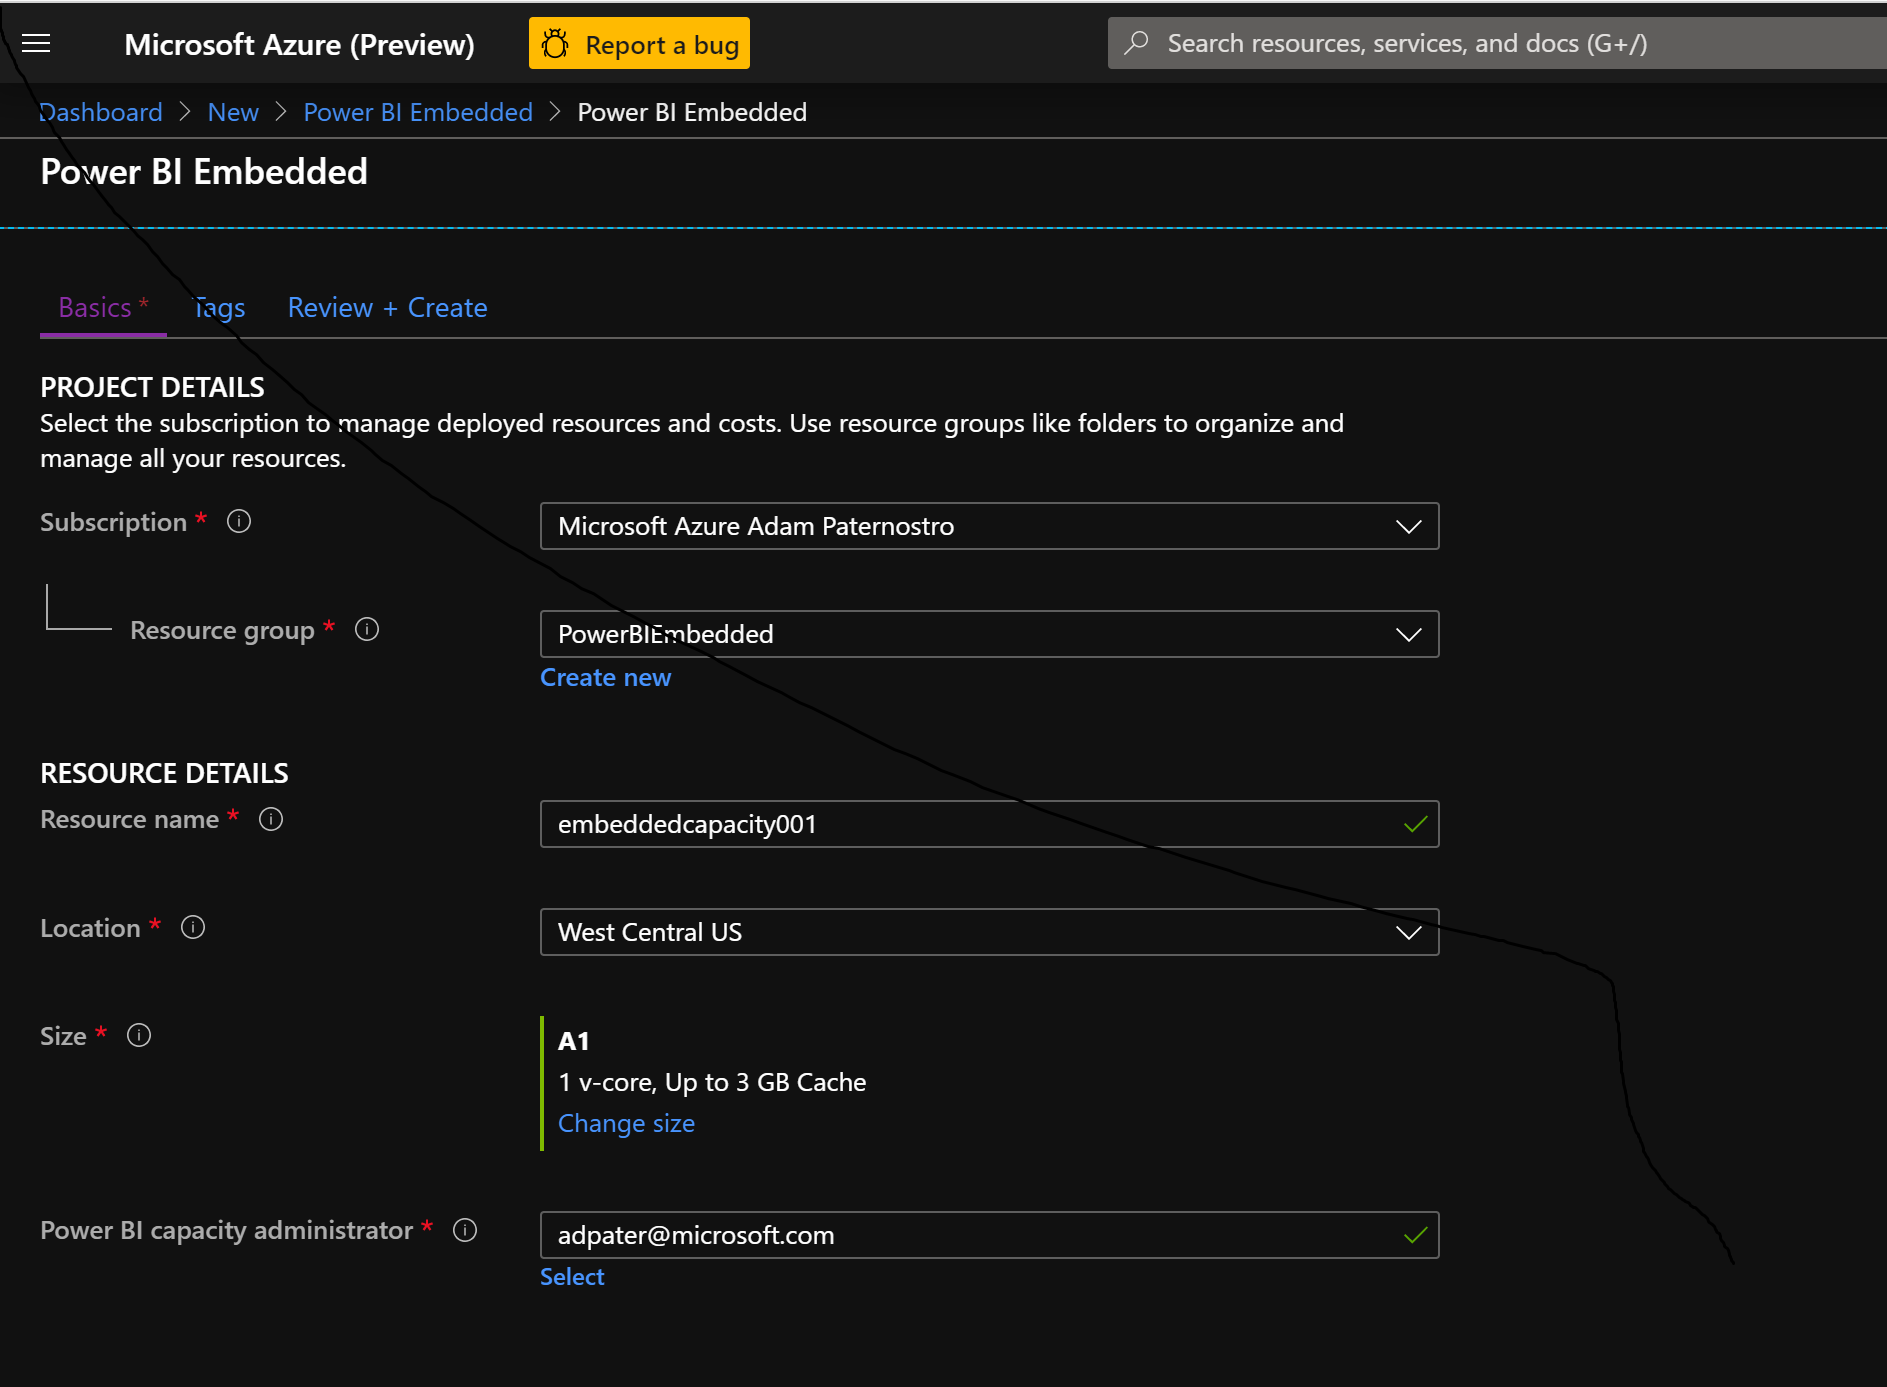 Microsoft Azure (Preview) Report a bug Search resources, services, and docs (G+/)
Dashboard > New > Power BI Embedded > Power BI Embedded
Power BI Embedded
Basics * Tags Review + Create
PROJECT DETAILS
Select the subscription to manage deployed resources and costs. Use resource groups like folders to organize and
manage all your resources.
Subscription * Microsoft Azure Adam Paternostro
Resource group * PowerBIEmbedded
Create new
RESOURCE DETAILS
Resource name * embeddedcapacity001
Location * West Central US
Size * A1
1 v-core, Up to 3 GB Cache
Change size
Power BI capacity administrator * adpater@microsoft.com
Select